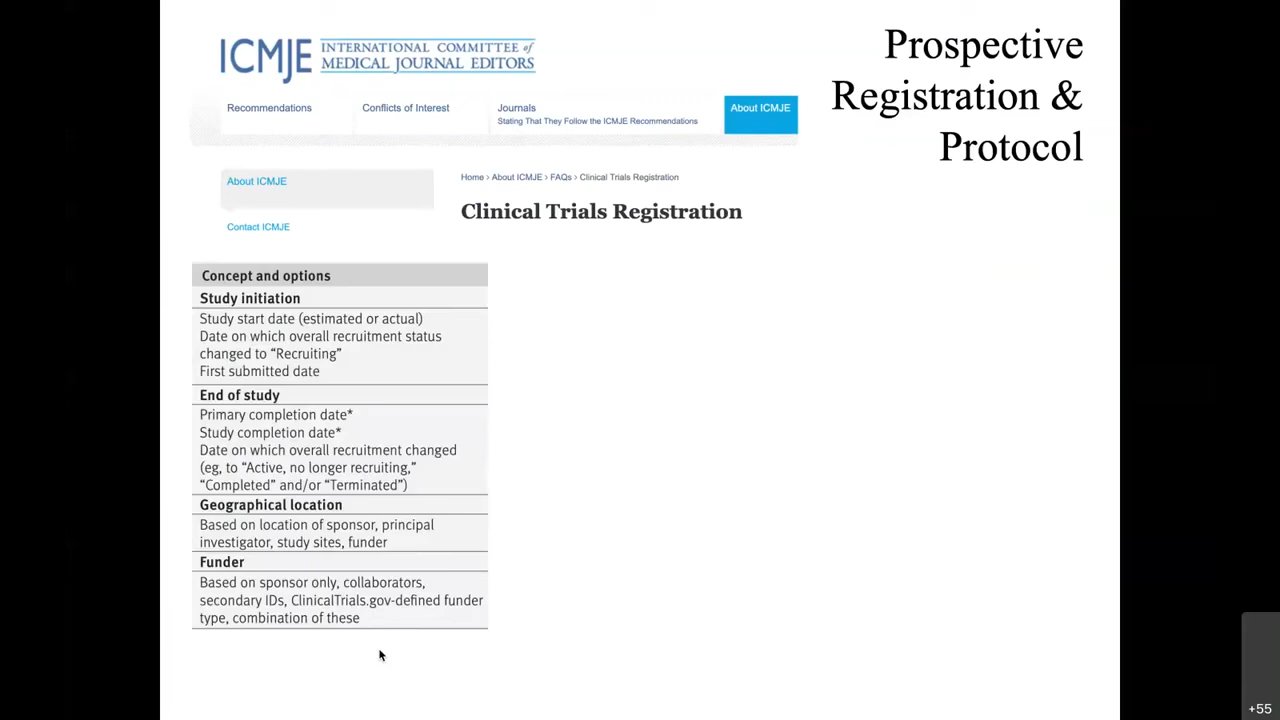 ICMJE INTERNATIONAL COMMITTEE of
MEDICAL JOURNAL EDITORS
Prospective
Registration &
Protocol
Recommendations
Conflicts of Interest
Journals
Stating That They Follow the ICMJE Recommendations
About ICMJE
About ICMJE
Contact ICMJE
Home › About ICMJE › FAQs › Clinical Trials Registration
Clinical Trials Registration
Concept and options
Study initiation
Study start date (estimated or actual)
Date on which overall recruitment status
changed to “Recruiting”
First submitted date
End of study
Primary completion date*
Study completion date*
Date on which overall recruitment changed
(eg, to “Active, no longer recruiting,”
“Completed” and/or “Terminated”)
Geographical location
Based on location of sponsor, principal
investigator, study sites, funder
Funder
Based on sponsor only, collaborators,
secondary IDs, ClinicalTrials.gov-defined funder
type, combination of these
+55